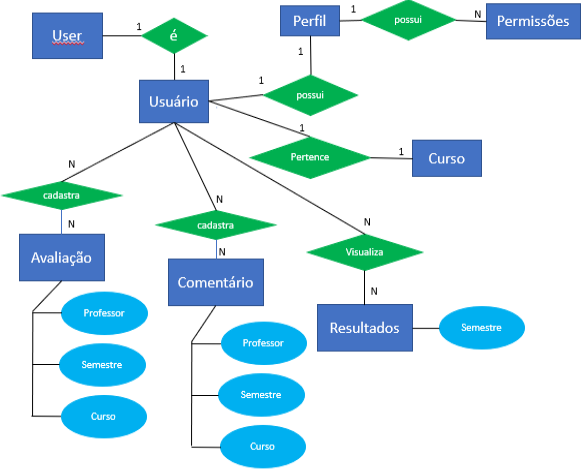 User
1
é
1
Perfil
1
possui
N
Permissões
1
possui
1
Usuário
1
Pertence
1
Curso
N
cadastra
N
Avaliação
Professor
Semestre
Curso
N
cadastra
N
Comentário
Professor
Semestre
Curso
N
Visualiza
N
Resultados
Semestre